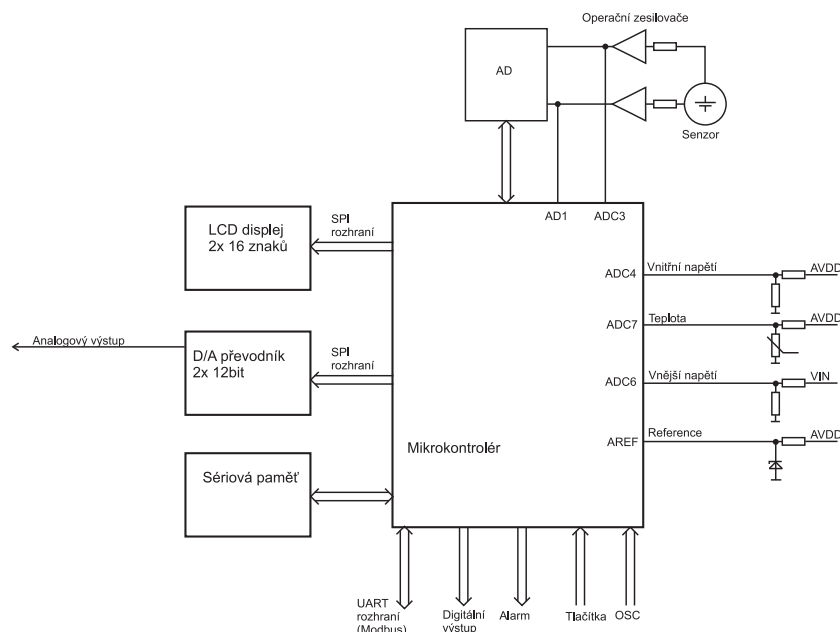 Operační zesilovače
AD
Senzor
AD1
ADC3
LCD displej
2x 16 znaků
SPI
rozhraní
ADC4
Vnitřní napětí
AVDD
ADC7
Teplota
AVDD
Analogový výstup
D/A převodník
2x 12bit
SPI
rozhraní
ADC6
Vnější napětí
VIN
AREF
Reference
AVDD
Mikrokontrolér
Sériová paměť
UART
rozhraní
(Modbus)
Digitální
výstup
Alarm
Tlačítka
OSC